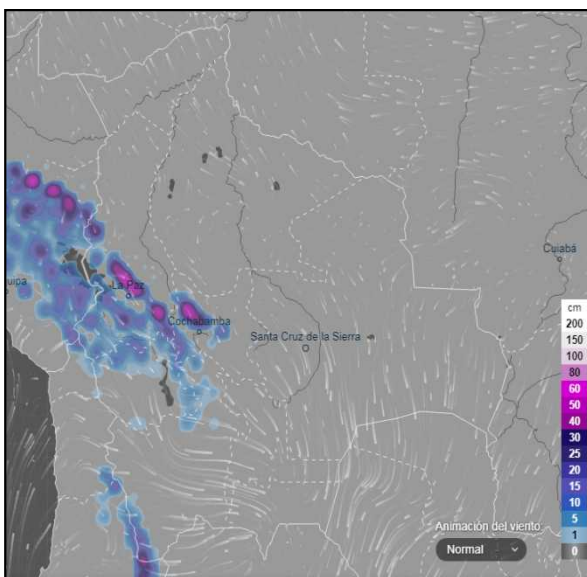 Cuiabá
uipa
La Paz
Cochabamba
Santa Cruz de la Sierra
cm
200
150
100
80
60
50
40
30
25
20
15
10
5
1
0
Animación del viento:
Normal